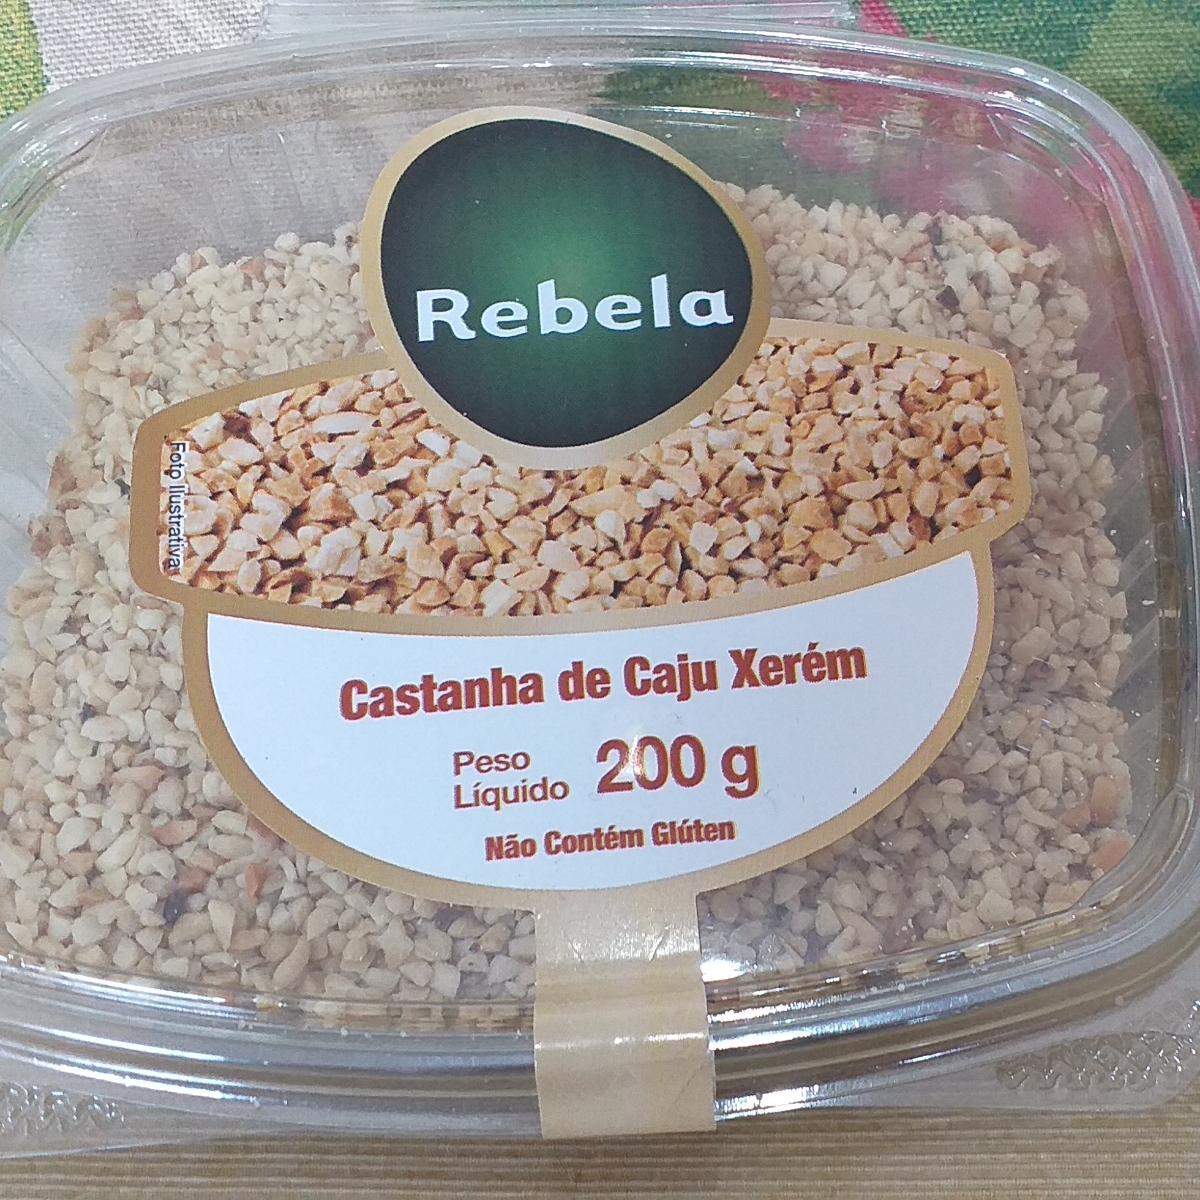 Rebela
Foto Ilustrativa
Castanha de Caju Xerém
Peso
Líquido 200 g
Não Contém Glúten